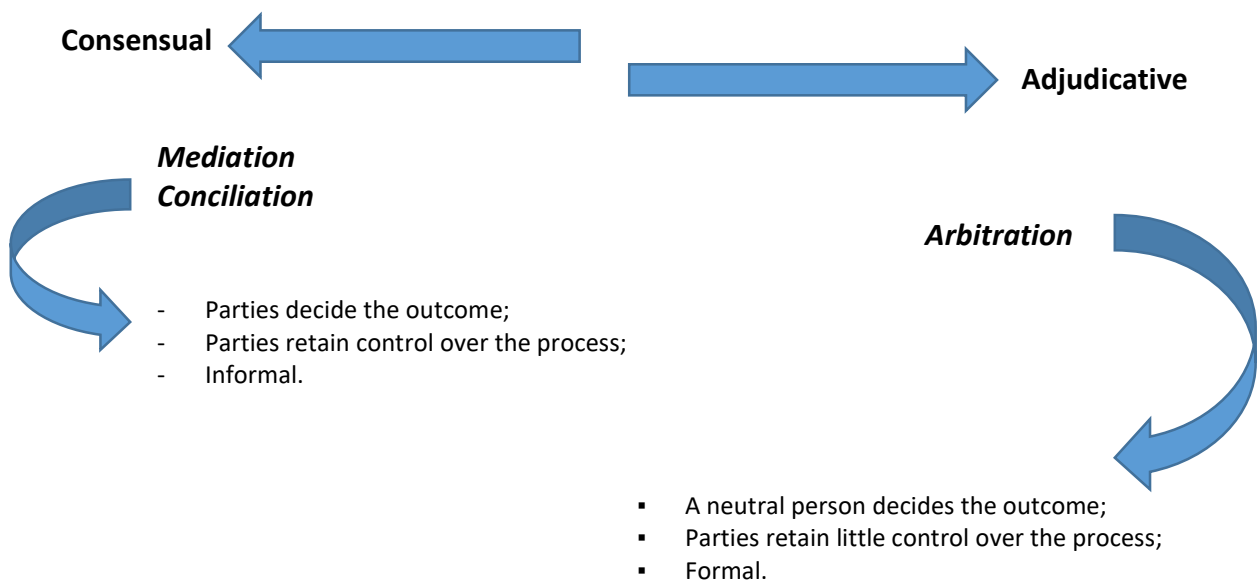 Consensual
Adjudicative
Mediation
Conciliation
Arbitration
- Parties decide the outcome;
- Parties retain control over the process;
- Informal.
▪ A neutral person decides the outcome;
▪ Parties retain little control over the process;
▪ Formal.